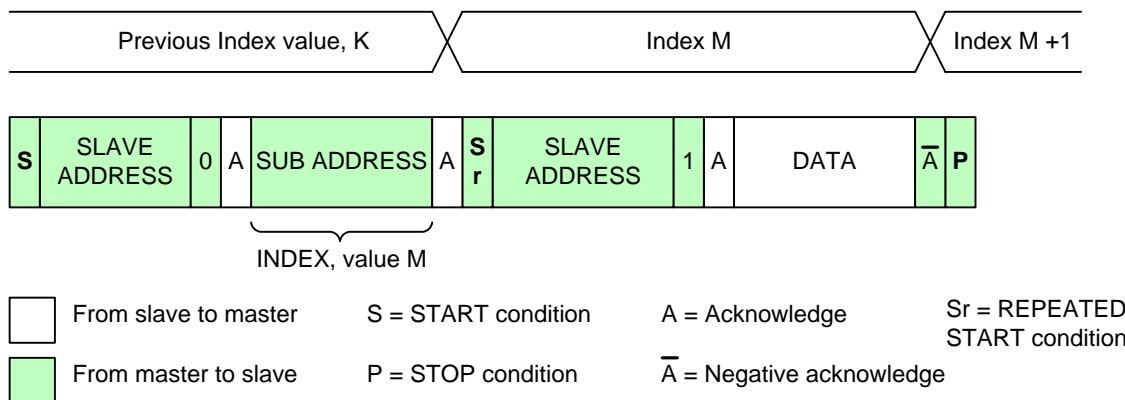 Previous Index value, K Index M Index M +1
S SLAVE ADDRESS 0 A SUB ADDRESS A Sr SLAVE ADDRESS 1 A DATA A̅ P
INDEX, value M
From slave to master S = START condition A = Acknowledge Sr = REPEATED
START condition
From master to slave P = STOP condition A̅ = Negative acknowledge